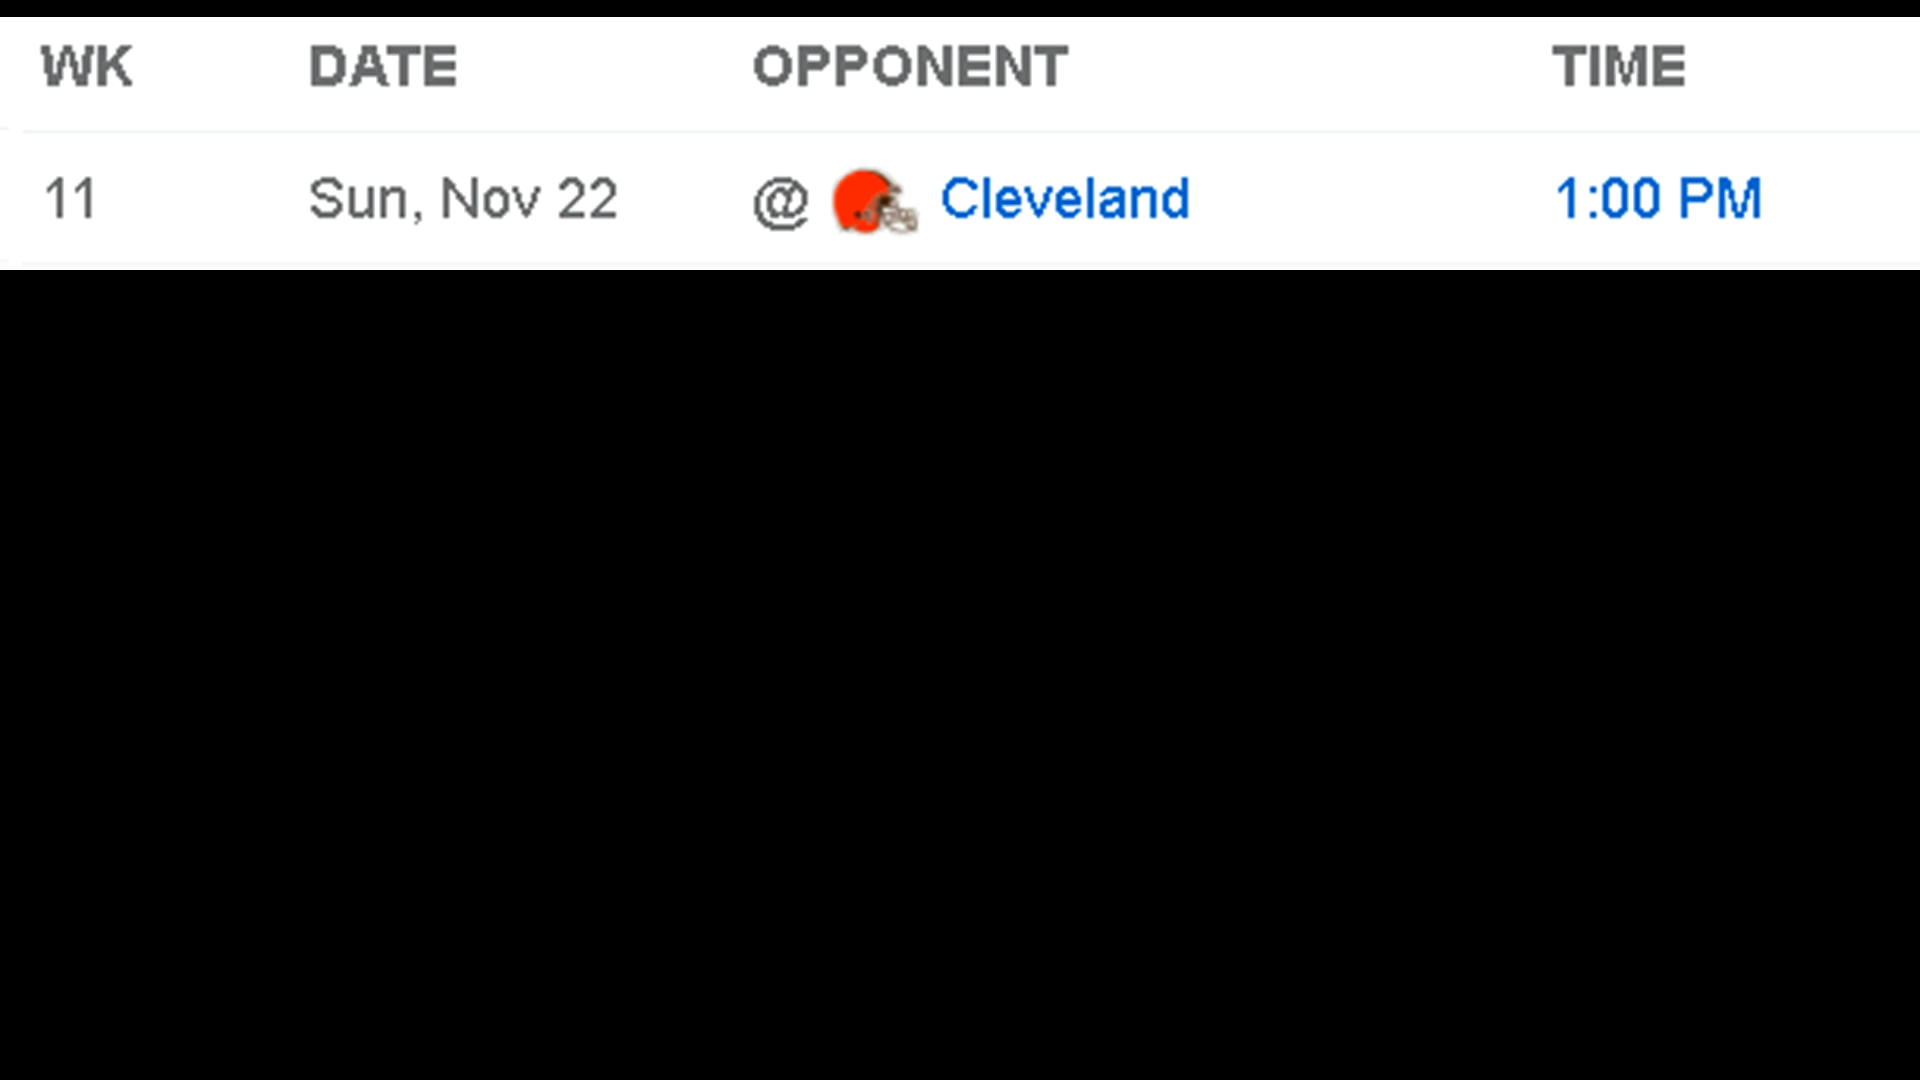 WK DATE OPPONENT TIME
11 Sun, Nov 22 @ Cleveland 1:00 PM